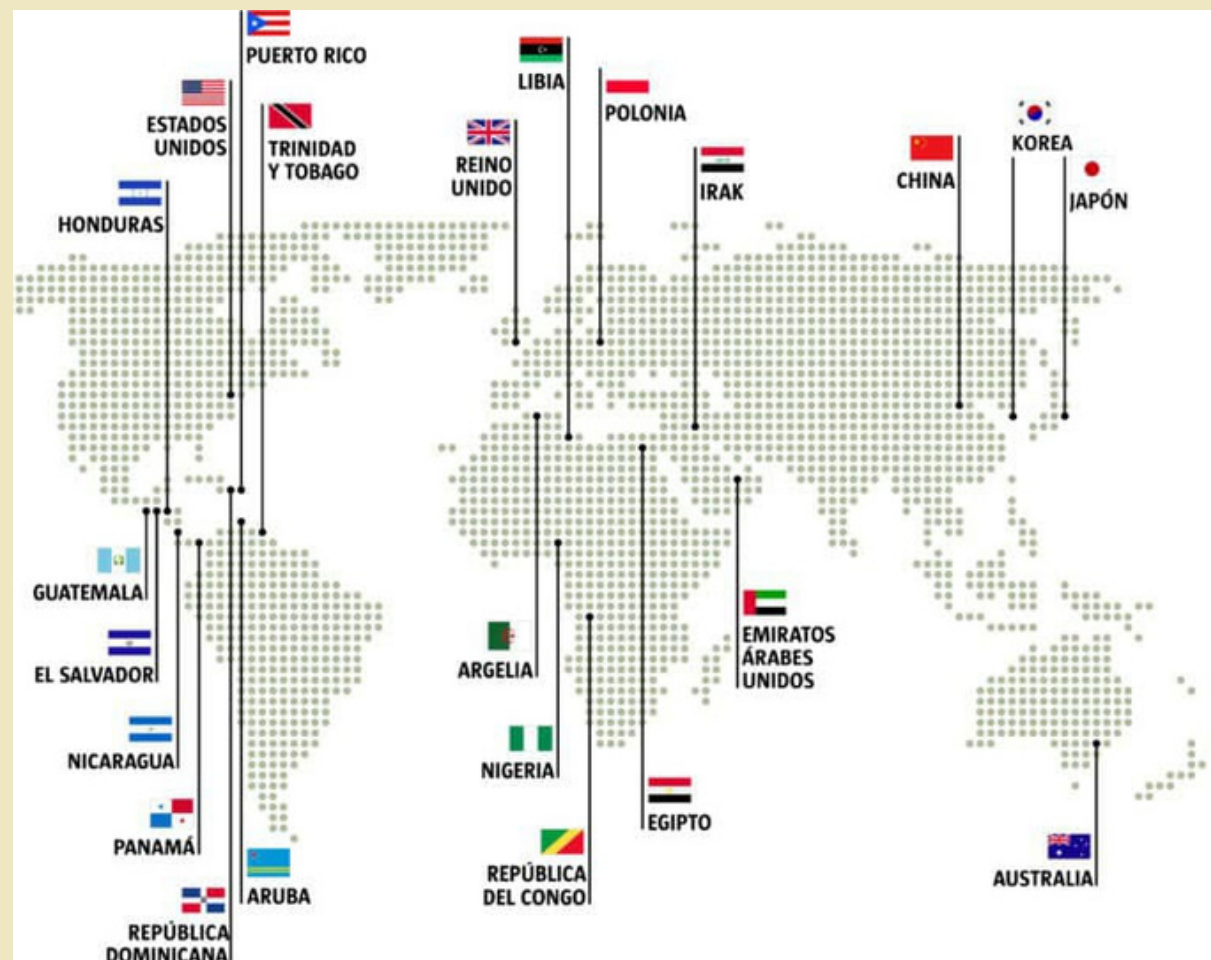 PUERTO RICO
ESTADOS
UNIDOS
TRINIDAD
Y TOBAGO
HONDURAS
LIBIA
POLONIA
REINO
UNIDO
IRAK
CHINA
KOREA
JAPÓN
GUATEMALA
EL SALVADOR
NICARAGUA
PANAMÁ
ARUBA
REPÚBLICA
DOMINICANA
ARGELIA
NIGERIA
REPÚBLICA
DEL CONGO
EGIPTO
EMIRATOS
ÁRABES
UNIDOS
AUSTRALIA